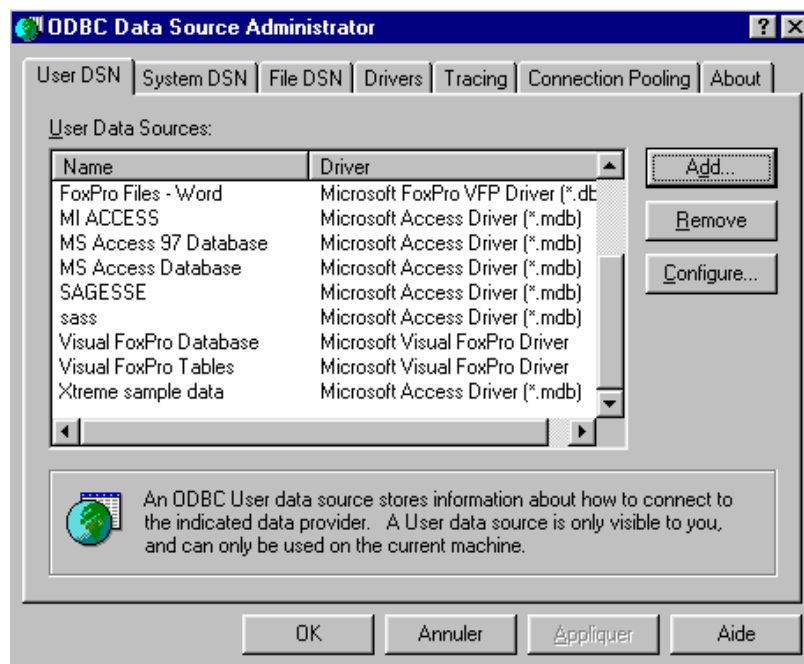 ODBC Data Source Administrator
User DSN System DSN File DSN Drivers Tracing Connection Pooling About
User Data Sources:
Name Driver
FoxPro Files - Word Microsoft FoxPro VFP Driver (*.db
MI ACCESS Microsoft Access Driver (*.mdb)
MS Access 97 Database Microsoft Access Driver (*.mdb)
MS Access Database Microsoft Access Driver (*.mdb)
SAGESSE Microsoft Access Driver (*.mdb)
sass Microsoft Access Driver (*.mdb)
Visual FoxPro Database Microsoft Visual FoxPro Driver
Visual FoxPro Tables Microsoft Visual FoxPro Driver
Xtreme sample data Microsoft Access Driver (*.mdb)
Add...
Remove
Configure...
An ODBC User data source stores information about how to connect to
the indicated data provider. A User data source is only visible to you,
and can only be used on the current machine.
OK Annuler Appliquer Aide